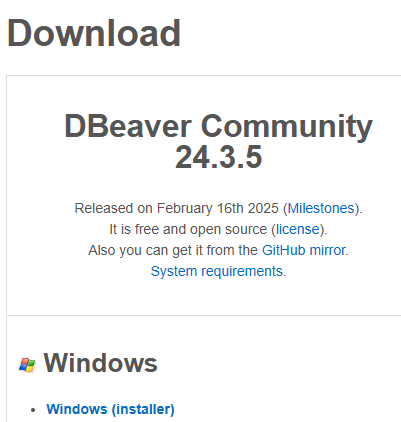 Download
DBeaver Community
24.3.5
Released on February 16th 2025 (Milestones).
It is free and open source (license).
Also you can get it from the GitHub mirror.
System requirements.
Windows
Windows (installer)